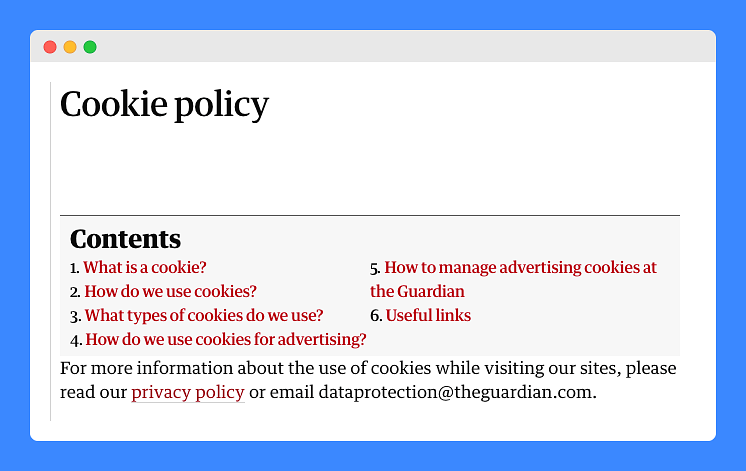 Cookie policy
Contents
1. What is a cookie?
2. How do we use cookies?
3. What types of cookies do we use?
4. How do we use cookies for advertising?
5. How to manage advertising cookies at
the Guardian
6. Useful links
For more information about the use of cookies while visiting our sites, please
read our privacy policy or email dataprotection@theguardian.com.